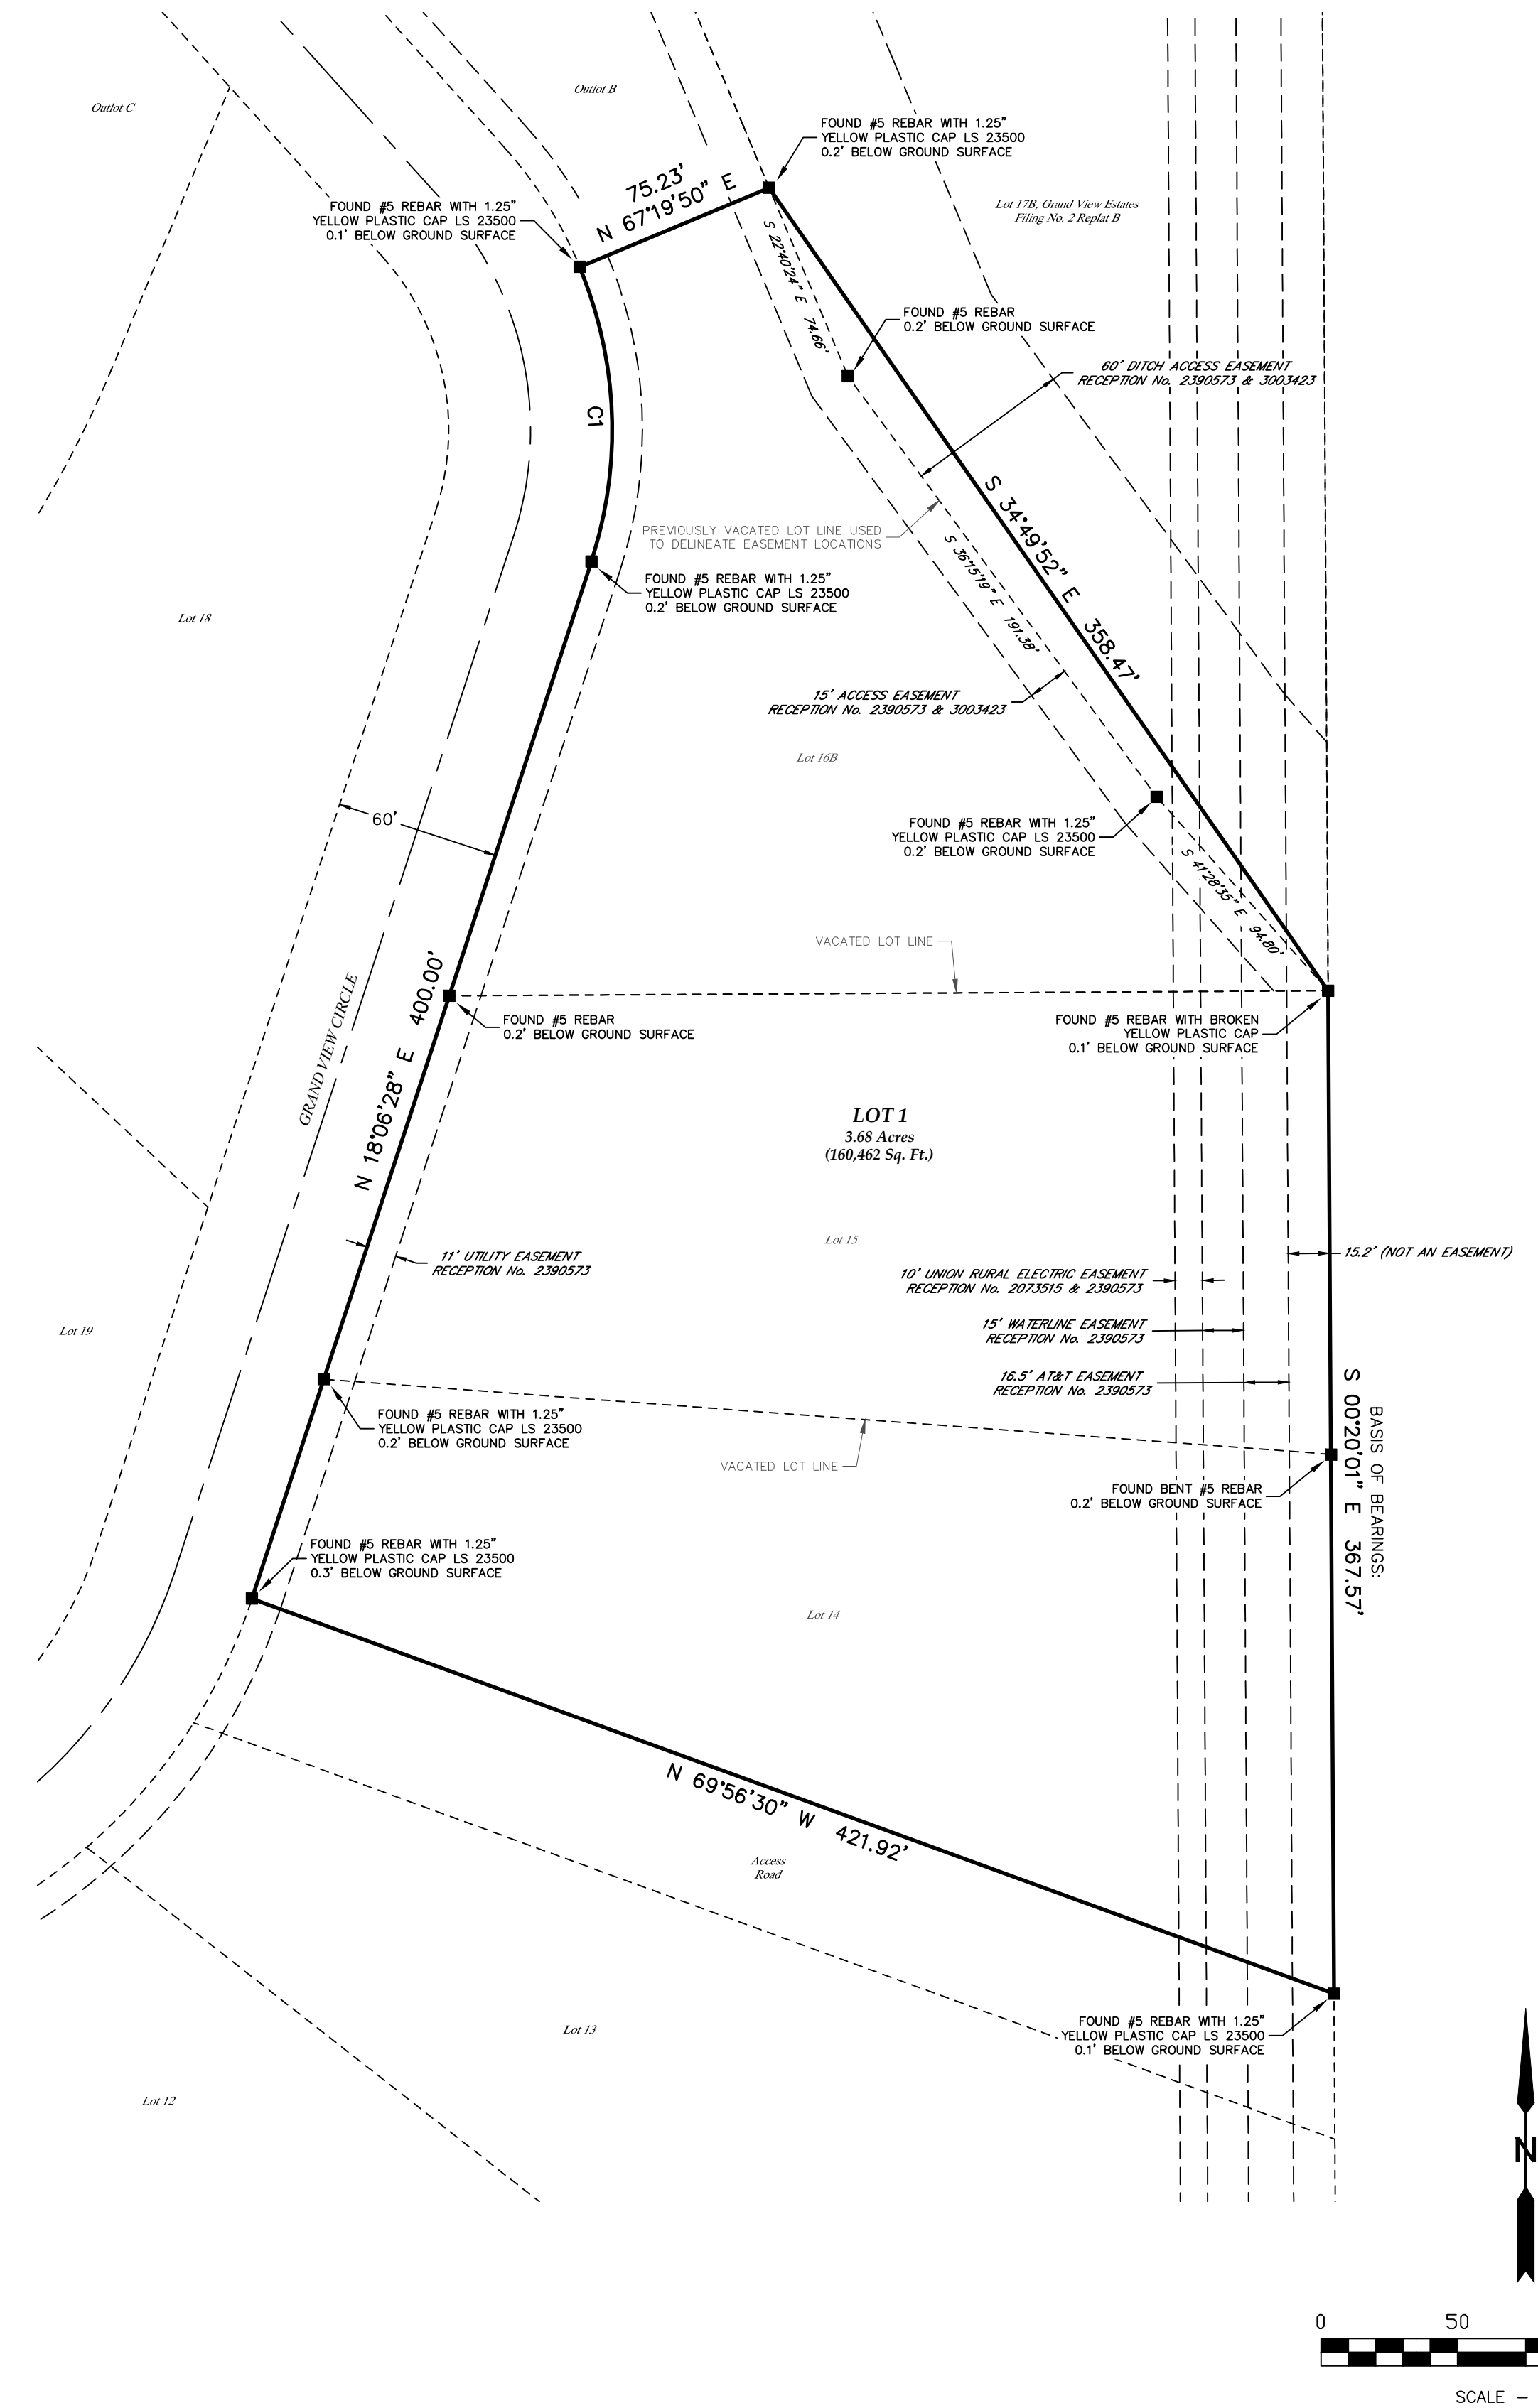 Outlot C
Outlot B
FOUND #5 REBAR WITH 1.25"
YELLOW PLASTIC CAP LS 23500
0.2' BELOW GROUND SURFACE
75.23'
N 67°19'50" E
FOUND #5 REBAR WITH 1.25"
YELLOW PLASTIC CAP LS 23500
0.1' BELOW GROUND SURFACE
Lot 17B, Grand View Estates
Filing No. 2 Replat B
S 22°40'24" E 74.66'
FOUND #5 REBAR
0.2' BELOW GROUND SURFACE
60' DITCH ACCESS EASEMENT
RECEPTION No. 2390573 & 3003423
C1
S 34°49'52" E 358.47'
PREVIOUSLY VACATED LOT LINE USED
TO DELINEATE EASEMENT LOCATIONS
S 36°15'19" E 191.38'
FOUND #5 REBAR WITH 1.25"
YELLOW PLASTIC CAP LS 23500
0.2' BELOW GROUND SURFACE
Lot 18
15' ACCESS EASEMENT
RECEPTION No. 2390573 & 3003423
Lot 16B
60'
FOUND #5 REBAR WITH 1.25"
YELLOW PLASTIC CAP LS 23500
0.2' BELOW GROUND SURFACE
S 41°28'35" E 94.80'
VACATED LOT LINE
GRAND VIEW CIRCLE
N 18°06'28" E 400.00'
FOUND #5 REBAR
0.2' BELOW GROUND SURFACE
FOUND #5 REBAR WITH BROKEN
YELLOW PLASTIC CAP
0.1' BELOW GROUND SURFACE
LOT 1
3.68 Acres
(160,462 Sq. Ft.)
Lot 15
11' UTILITY EASEMENT
RECEPTION No. 2390573
15.2' (NOT AN EASEMENT)
10' UNION RURAL ELECTRIC EASEMENT
RECEPTION No. 2073515 & 2390573
15' WATERLINE EASEMENT
RECEPTION No. 2390573
Lot 19
16.5' AT&T EASEMENT
RECEPTION No. 2390573
BASIS OF BEARINGS:
S 00°20'01" E 367.57'
FOUND #5 REBAR WITH 1.25"
YELLOW PLASTIC CAP LS 23500
0.2' BELOW GROUND SURFACE
VACATED LOT LINE
FOUND BENT #5 REBAR
0.2' BELOW GROUND SURFACE
FOUND #5 REBAR WITH 1.25"
YELLOW PLASTIC CAP LS 23500
0.3' BELOW GROUND SURFACE
Lot 14
N 69°56'30" W 421.92'
Access
Road
FOUND #5 REBAR WITH 1.25"
YELLOW PLASTIC CAP LS 23500
0.1' BELOW GROUND SURFACE
Lot 13
Lot 12
N
0 50
SCALE -